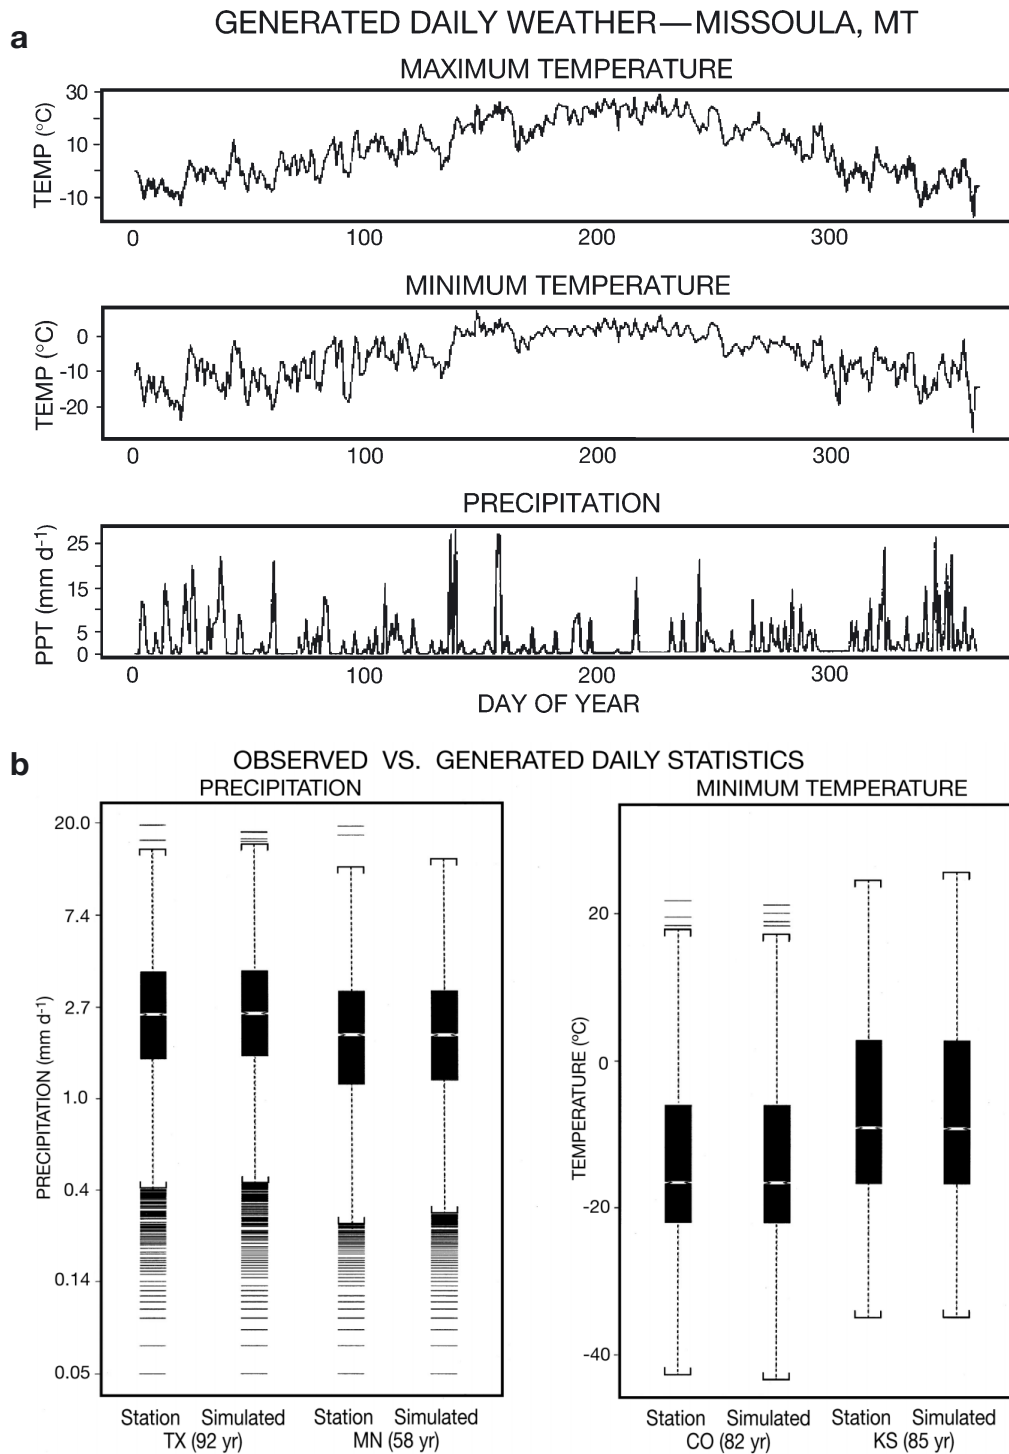 a
GENERATED DAILY WEATHER—MISSOULA, MT
MAXIMUM TEMPERATURE
TEMP (°C)
30
10
-10
0 100 200 300
MINIMUM TEMPERATURE
TEMP (°C)
0
-10
-20
0 100 200 300
PRECIPITATION
PPT (mm d-1)
25
15
5
0
0 100 200 300
DAY OF YEAR
b
OBSERVED VS. GENERATED DAILY STATISTICS
PRECIPITATION
PRECIPITATION (mm d-1)
20.0
7.4
2.7
1.0
0.4
0.14
0.05
Station Simulated Station Simulated
TX (92 yr) MN (58 yr)
MINIMUM TEMPERATURE
TEMPERATURE (°C)
20
0
-20
-40
Station Simulated Station Simulated
CO (82 yr) KS (85 yr)